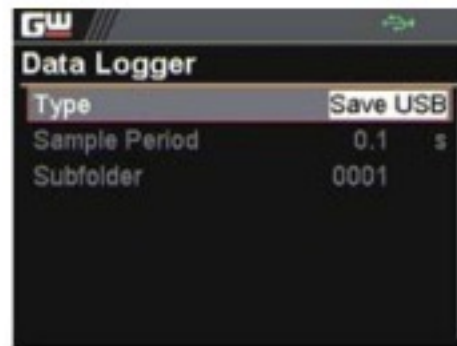 GW
Data Logger
Type Save USB
Sample Period 0.1 s
Subfolder 0001